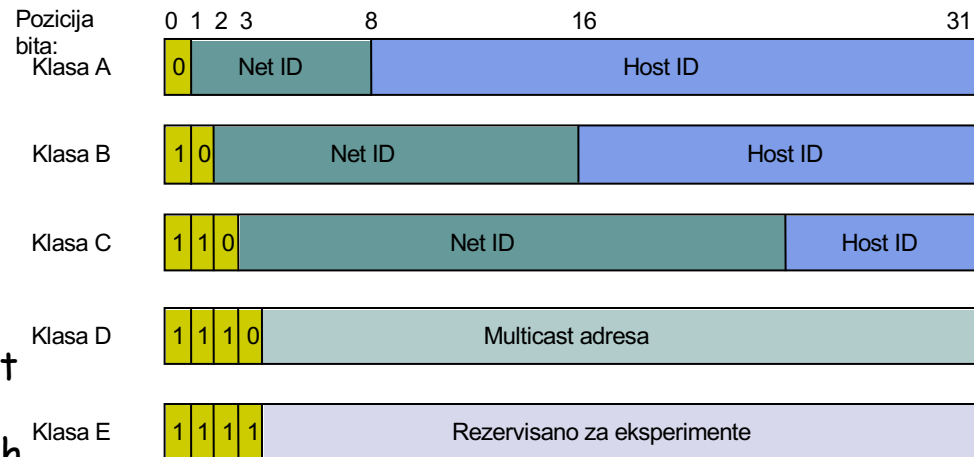 Pozicija bita: 0 1 2 3 8 16 31
Klasa A 0 Net ID Host ID
Klasa B 1 0 Net ID Host ID
Klasa C 1 1 0 Net ID Host ID
Klasa D 1 1 1 0 Multicast adresa
t
Klasa E 1 1 1 1 Rezervisano za eksperimente
h